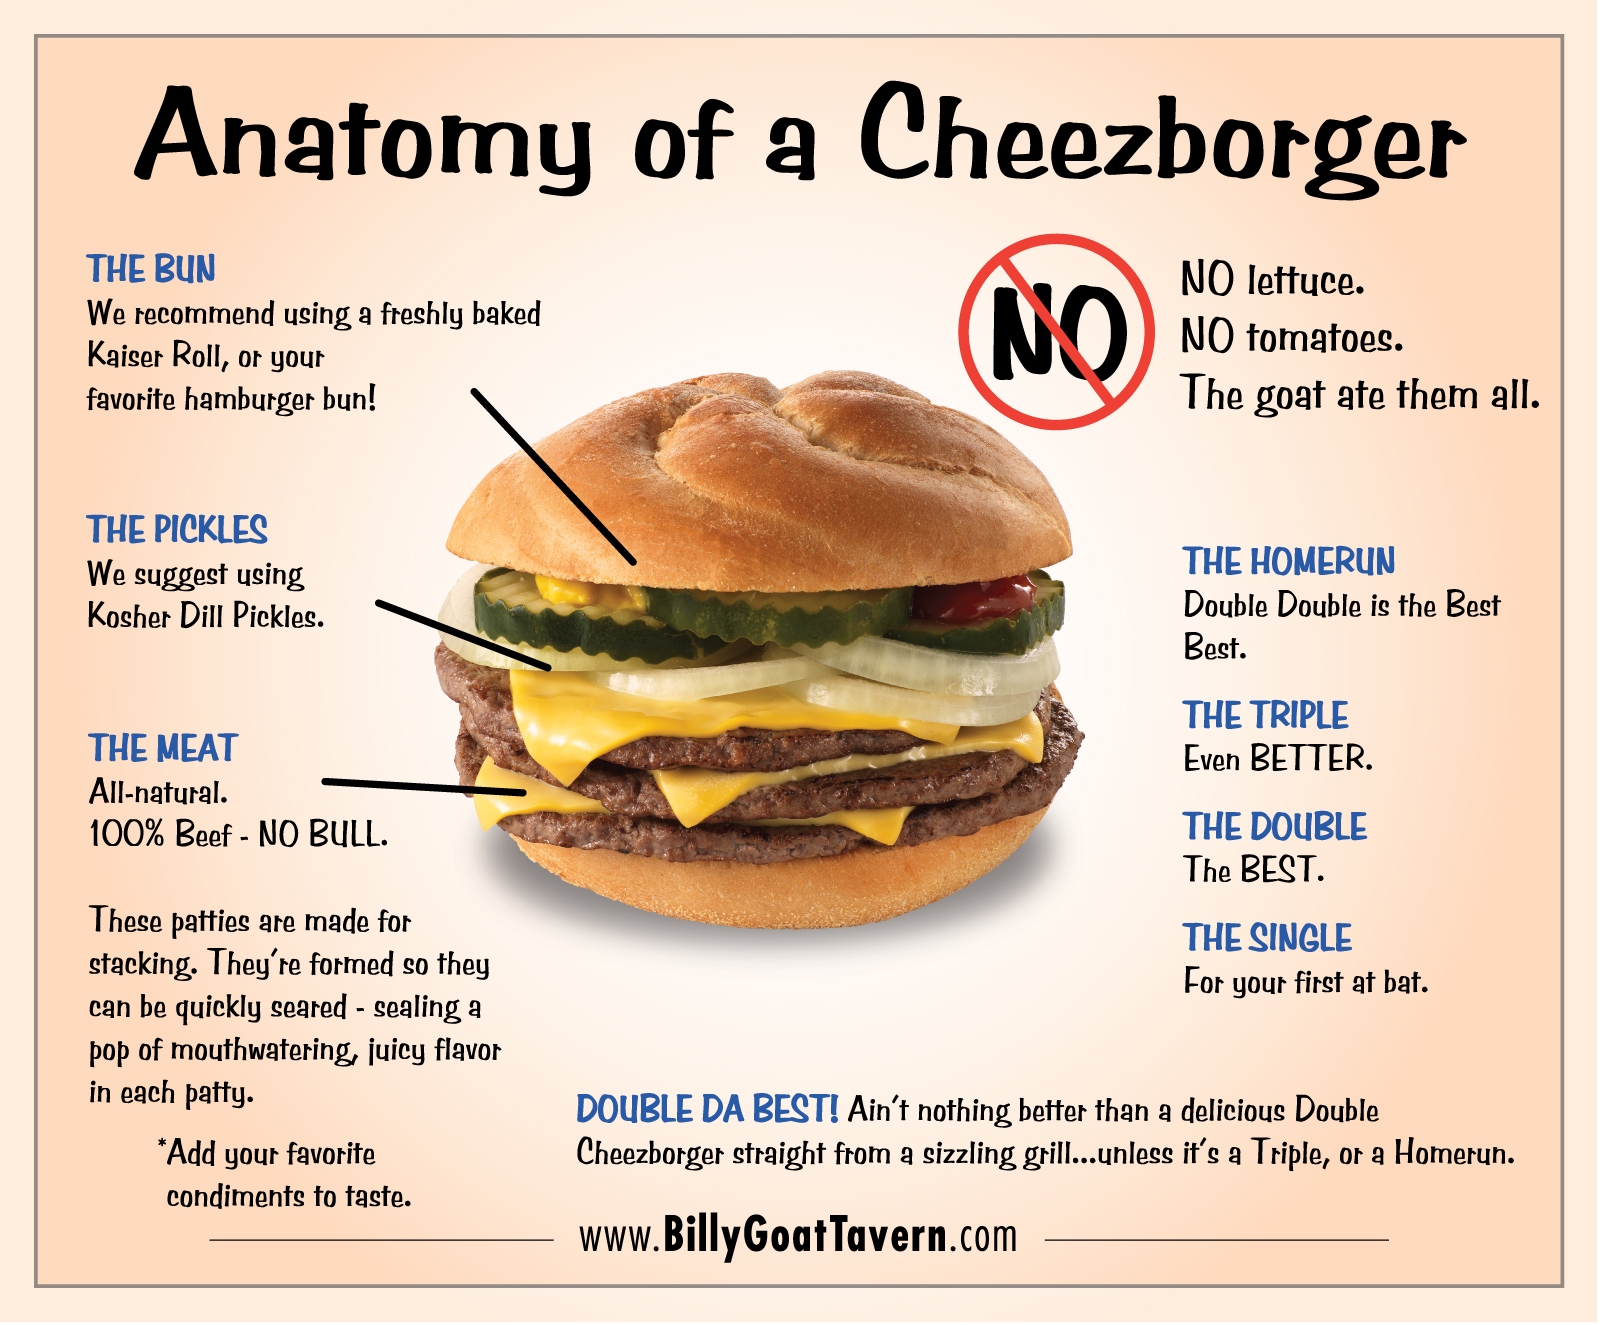 Anatomy of a Cheezborger
THE BUN
We recommend using a freshly baked
Kaiser Roll, or your
favorite hamburger bun!
NO
NO lettuce.
NO tomatoes.
The goat ate them all.
THE PICKLES
We suggest using
Kosher Dill Pickles.
THE MEAT
All-natural.
100% Beef - NO BULL.
These patties are made for
stacking. They're formed so they
can be quickly seared - sealing a
pop of mouthwatering, juicy flavor
in each patty.
*Add your favorite
condiments to taste.
THE HOMERUN
Double Double is the Best
Best.
THE TRIPLE
Even BETTER.
THE DOUBLE
The BEST.
THE SINGLE
For your first at bat.
DOUBLE DA BEST! Ain't nothing better than a delicious Double
Cheezborger straight from a sizzling grill...unless it's a Triple, or a Homerun.
www.BillyGoatTavern.com